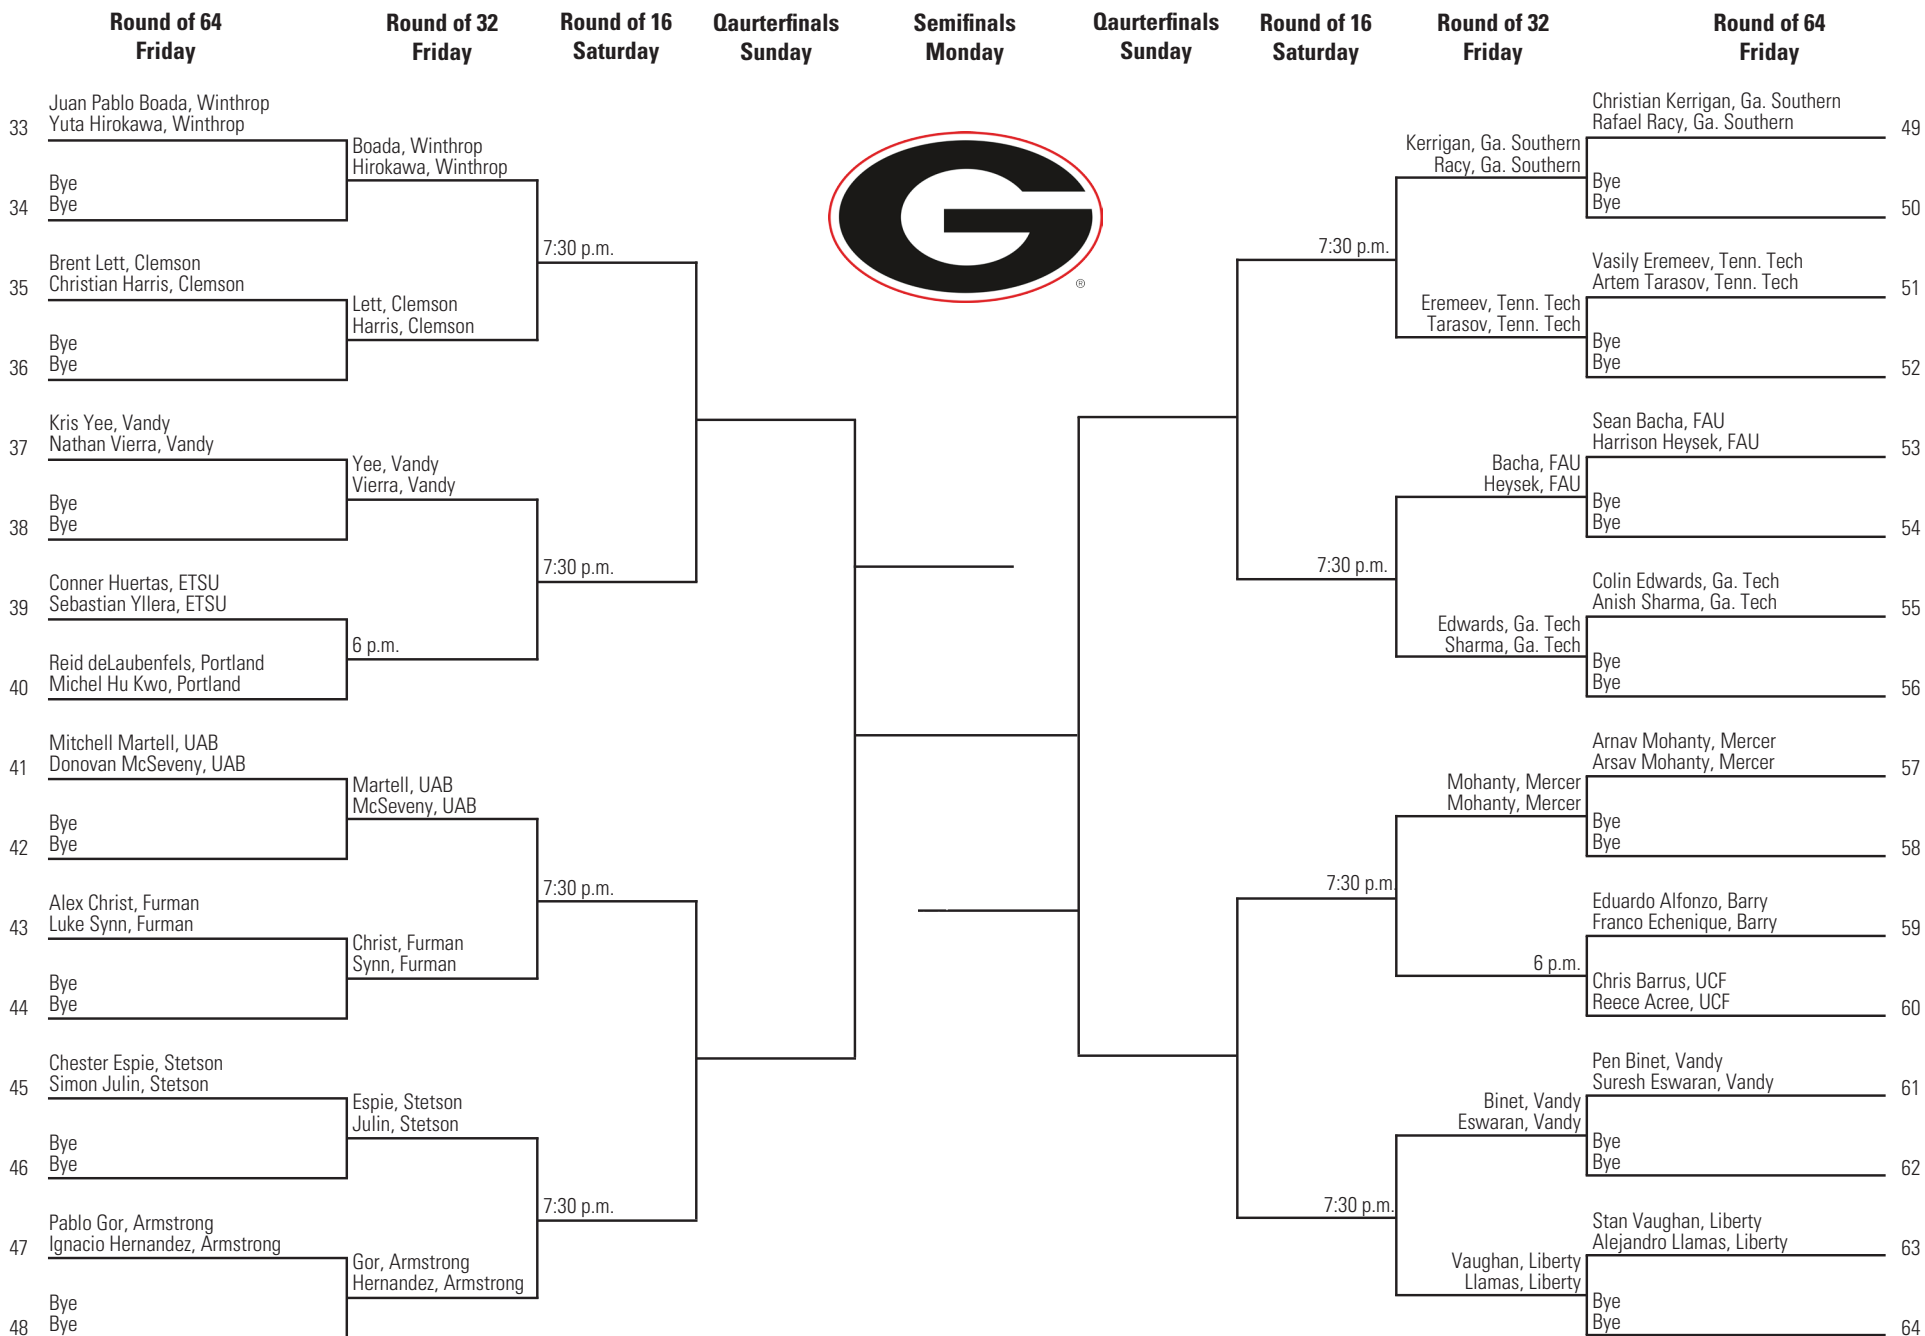 Round of 64
Friday
Round of 32
Friday
Round of 16
Saturday
Qaurterfinals
Sunday
Semifinals
Monday
Qaurterfinals
Sunday
Round of 16
Saturday
Round of 32
Friday
Round of 64
Friday
33
Juan Pablo Boada, Winthrop
Yuta Hirokawa, Winthrop
34
Bye
Bye
35
Brent Lett, Clemson
Christian Harris, Clemson
36
Bye
Bye
37
Kris Yee, Vandy
Nathan Vierra, Vandy
38
Bye
Bye
39
Conner Huertas, ETSU
Sebastian Yllera, ETSU
40
Reid deLaubenfels, Portland
Michel Hu Kwo, Portland
41
Mitchell Martell, UAB
Donovan McSeveny, UAB
42
Bye
Bye
43
Alex Christ, Furman
Luke Synn, Furman
44
Bye
Bye
45
Chester Espie, Stetson
Simon Julin, Stetson
46
Bye
Bye
47
Pablo Gor, Armstrong
Ignacio Hernandez, Armstrong
48
Bye
Bye
Boada, Winthrop
Hirokawa, Winthrop
Lett, Clemson
Harris, Clemson
Yee, Vandy
Vierra, Vandy
6 p.m.
Martell, UAB
McSeveny, UAB
Christ, Furman
Synn, Furman
Espie, Stetson
Julin, Stetson
Gor, Armstrong
Hernandez, Armstrong
7:30 p.m.
7:30 p.m.
7:30 p.m.
7:30 p.m.
G
®
7:30 p.m.
7:30 p.m.
7:30 p.m.
7:30 p.m.
Kerrigan, Ga. Southern
Racy, Ga. Southern
Eremeev, Tenn. Tech
Tarasov, Tenn. Tech
Bacha, FAU
Heysek, FAU
Edwards, Ga. Tech
Sharma, Ga. Tech
Mohanty, Mercer
Mohanty, Mercer
6 p.m.
Binet, Vandy
Eswaran, Vandy
Vaughan, Liberty
Llamas, Liberty
Christian Kerrigan, Ga. Southern
Rafael Racy, Ga. Southern
49
Bye
Bye
50
Vasily Eremeev, Tenn. Tech
Artem Tarasov, Tenn. Tech
51
Bye
Bye
52
Sean Bacha, FAU
Harrison Heysek, FAU
53
Bye
Bye
54
Colin Edwards, Ga. Tech
Anish Sharma, Ga. Tech
55
Bye
Bye
56
Arnav Mohanty, Mercer
Arsav Mohanty, Mercer
57
Bye
Bye
58
Eduardo Alfonzo, Barry
Franco Echenique, Barry
59
Chris Barrus, UCF
Reece Acree, UCF
60
Pen Binet, Vandy
Suresh Eswaran, Vandy
61
Bye
Bye
62
Stan Vaughan, Liberty
Alejandro Llamas, Liberty
63
Bye
Bye
64